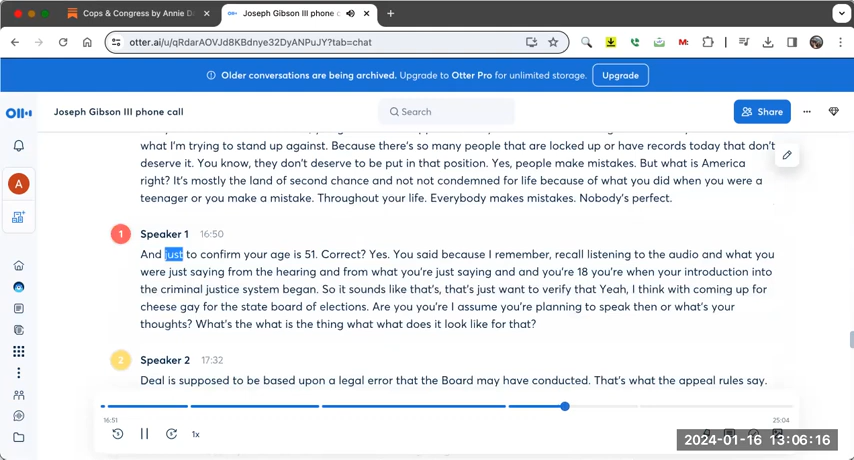 Cops & Congress by Annie D
Joseph Gibson III phone c
otter.ai/u/qRdarAOVJd8KBdnye32DyANPuJY?tab=chat
M:
Older conversations are being archived. Upgrade to Otter Pro for unlimited storage.
Upgrade
Joseph Gibson III phone call
Search
Share
what I'm trying to stand up against. Because there's so many people that are locked up or have records today that don't
deserve it. You know, they don't deserve to be put in that position. Yes, people make mistakes. But what is America
right? It's mostly the land of second chance and not not condemned for life because of what you did when you were a
teenager or you make a mistake. Throughout your life. Everybody makes mistakes. Nobody's perfect.
1
Speaker 1
16:50
And just to confirm your age is 51. Correct? Yes. You said because I remember, recall listening to the audio and what you
were just saying from the hearing and from what you're just saying and and you're 18 you're when your introduction into
the criminal justice system began. So it sounds like that's, that's just want to verify that Yeah, I think with coming up for
cheese gay for the state board of elections. Are you you're I assume you're planning to speak then or what's your
thoughts? What's the what is the thing what what does it look like for that?
2
Speaker 2
17:32
Deal is supposed to be based upon a legal error that the Board may have conducted. That's what the appeal rules say.
16:51
25:04
1x
A
2024-01-16 13:06:16